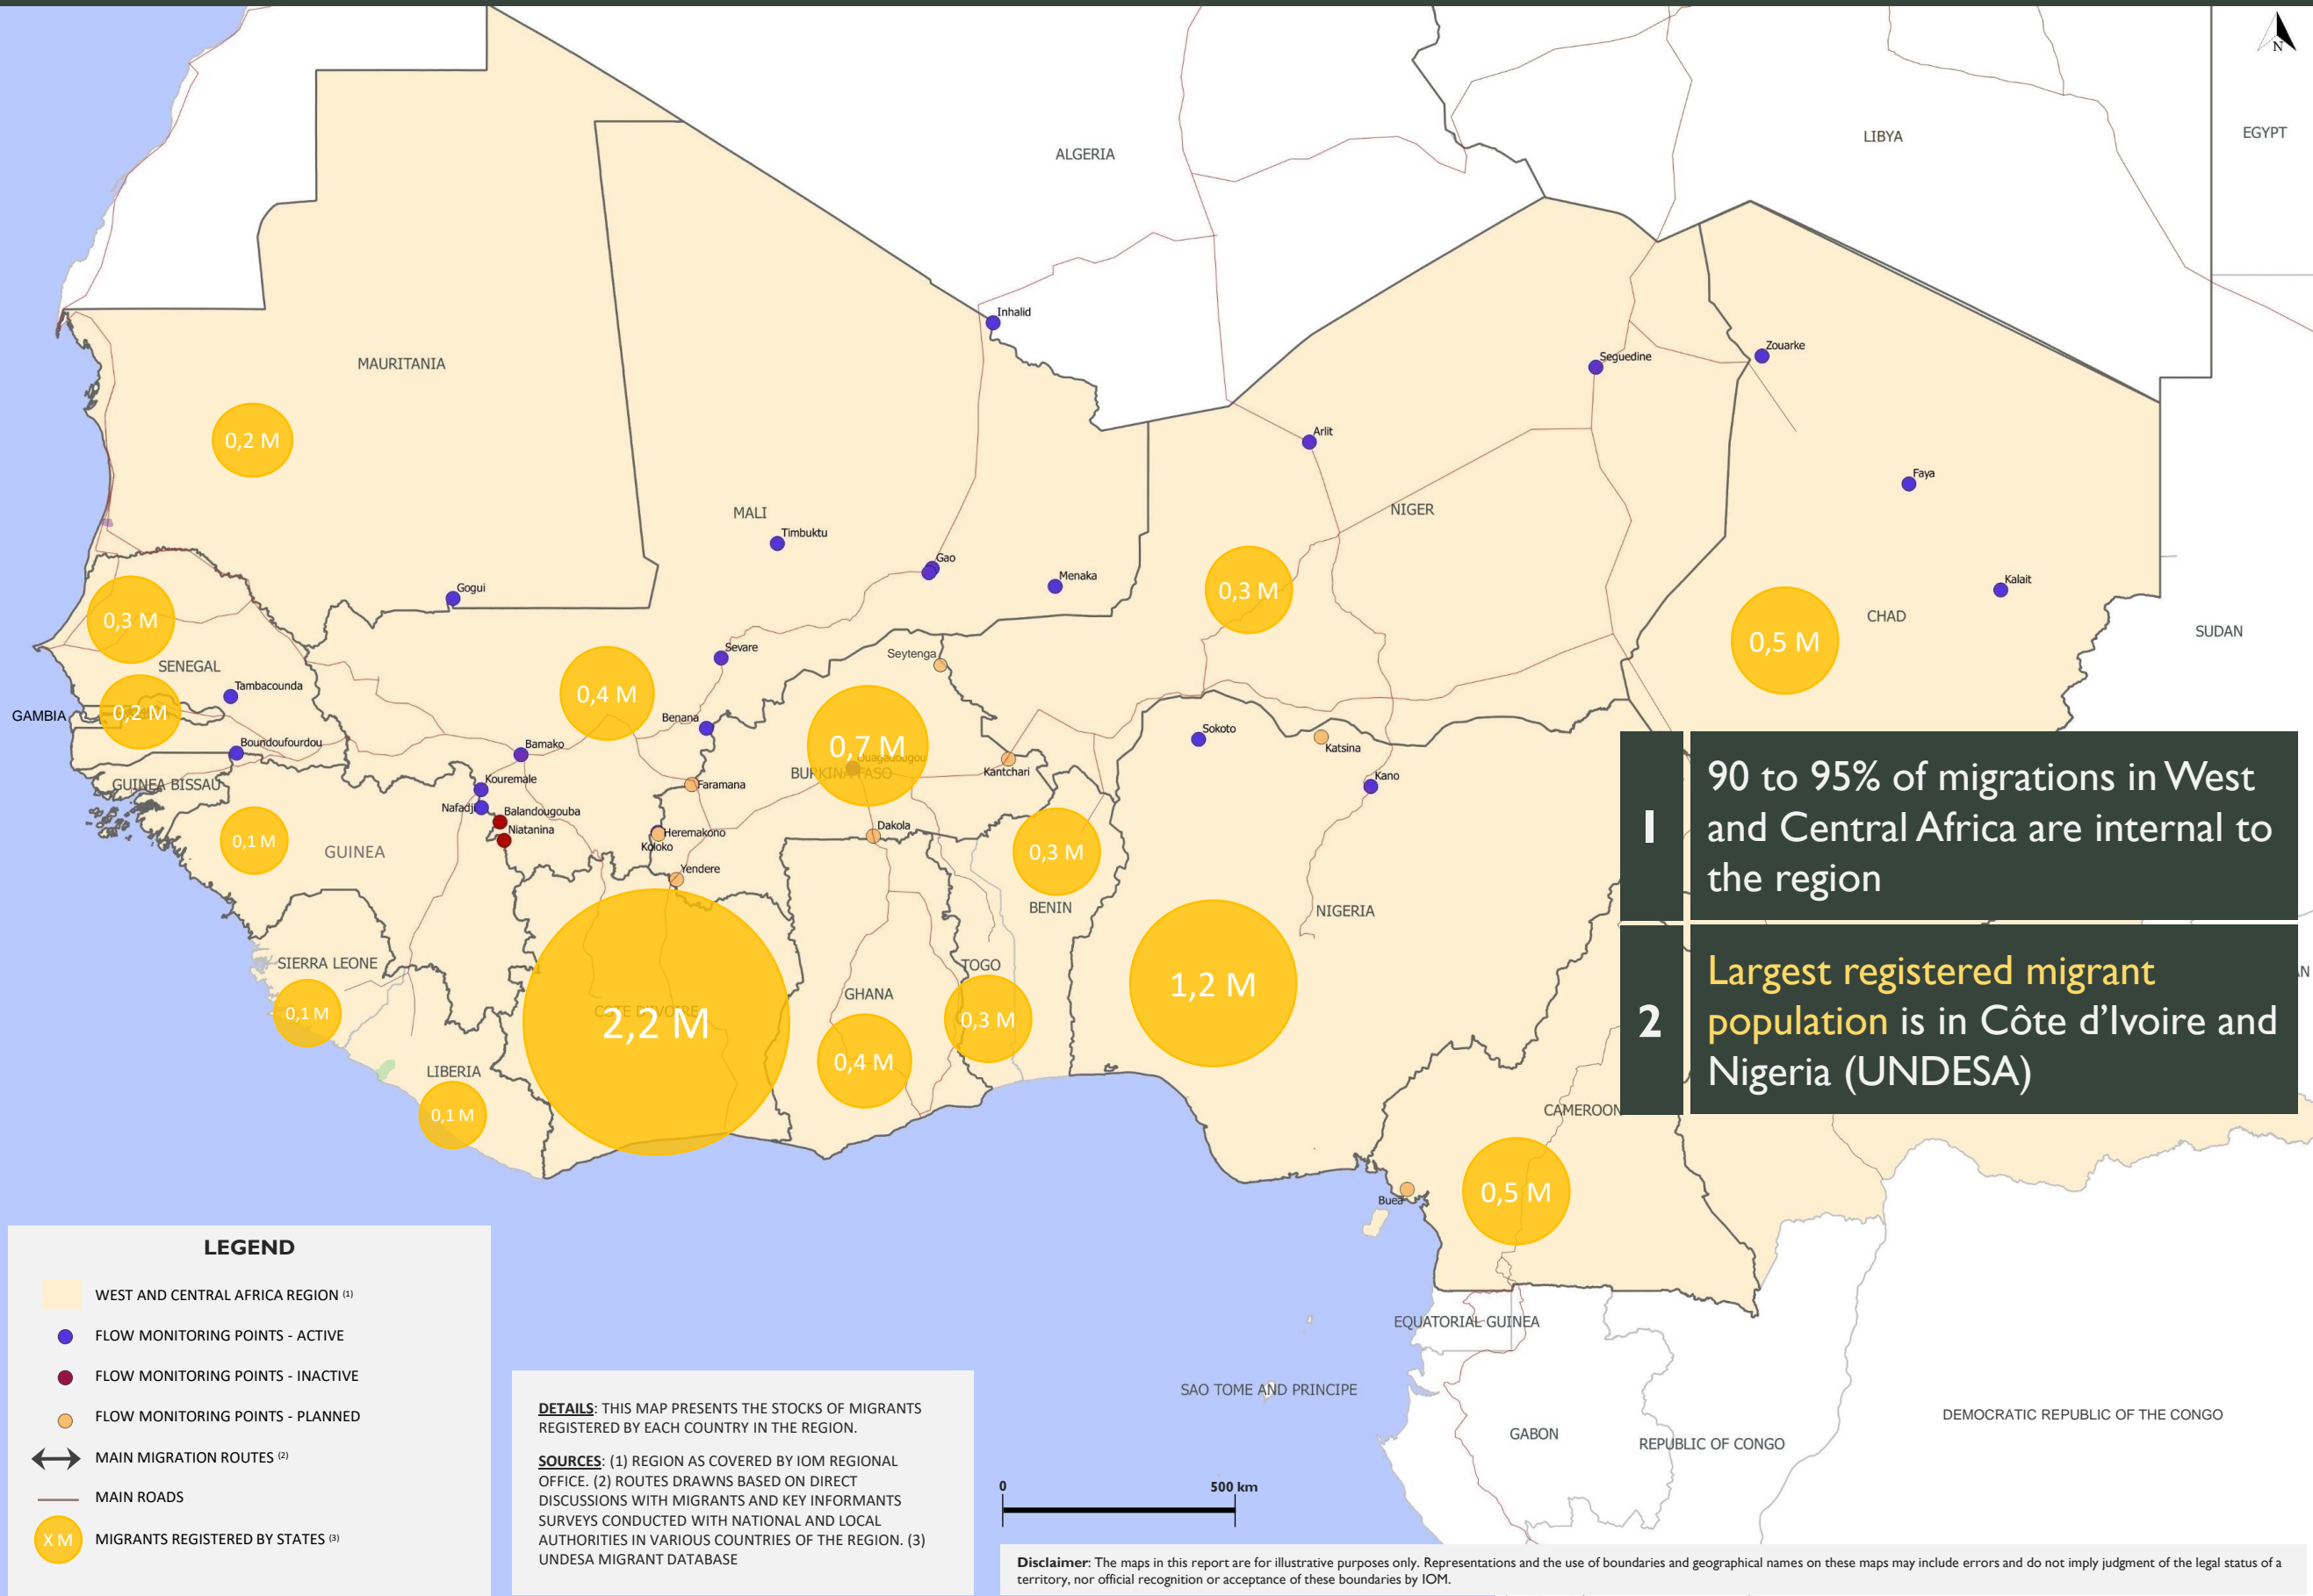 N
ALGERIA
LIBYA
EGYPT
Inhalid
MAURITANIA
Seguedine
Zouarke
0,2 M
Arlit
Faya
MALI
NIGER
Timbuktu
Gao
Menaka
Gogui
Kalait
0,3 M
0,3 M
CHAD
SUDAN
0,5 M
SENEGAL
Sevare
Seytenga
Tambacounda
0,4 M
GAMBIA
0,2 M
Benana
Sokoto
Katsina
Boundoufourdou
Bamako
0,7 M
Ouagadougou
Kantchari
BURKINA FASO
Kano
GUINEA BISSAU
Kouremale
Faramana
Nafadji
Balandougouba
Niatanina
Heremakono
Koloko
Dakola
0,1 M
GUINEA
0,3 M
Yendere
BENIN
NIGERIA
SIERRA LEONE
TOGO
GHANA
1,2 M
0,1 M
COTE D'IVOIRE
2,2 M
0,3 M
0,4 M
LIBERIA
0,1 M
CAMEROON
Buea
0,5 M
1
90 to 95% of migrations in West
and Central Africa are internal to
the region
2
Largest registered migrant
population is in Côte d'Ivoire and
Nigeria (UNDESA)
EQUATORIAL GUINEA
SAO TOME AND PRINCIPE
GABON
REPUBLIC OF CONGO
DEMOCRATIC REPUBLIC OF THE CONGO
LEGEND
WEST AND CENTRAL AFRICA REGION (1)
FLOW MONITORING POINTS - ACTIVE
FLOW MONITORING POINTS - INACTIVE
FLOW MONITORING POINTS - PLANNED
MAIN MIGRATION ROUTES (2)
MAIN ROADS
X M MIGRANTS REGISTERED BY STATES (3)
DETAILS: THIS MAP PRESENTS THE STOCKS OF MIGRANTS
REGISTERED BY EACH COUNTRY IN THE REGION.
SOURCES: (1) REGION AS COVERED BY IOM REGIONAL
OFFICE. (2) ROUTES DRAWNS BASED ON DIRECT
DISCUSSIONS WITH MIGRANTS AND KEY INFORMANTS
SURVEYS CONDUCTED WITH NATIONAL AND LOCAL
AUTHORITIES IN VARIOUS COUNTRIES OF THE REGION. (3)
UNDESA MIGRANT DATABASE
0 500 km
Disclaimer: The maps in this report are for illustrative purposes only. Representations and the use of boundaries and geographical names on these maps may include errors and do not imply judgment of the legal status of a
territory, nor official recognition or acceptance of these boundaries by IOM.